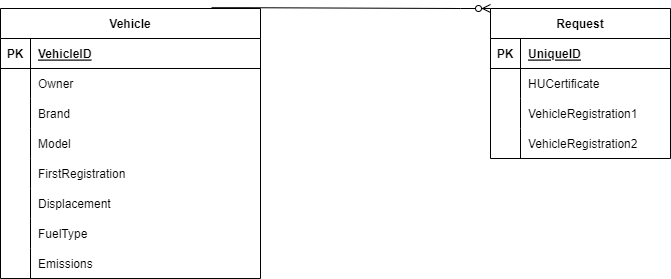 Vehicle
PK VehicleID
Owner
Brand
Model
FirstRegistration
Displacement
FuelType
Emissions
Request
PK UniqueID
HUCertificate
VehicleRegistration1
VehicleRegistration2